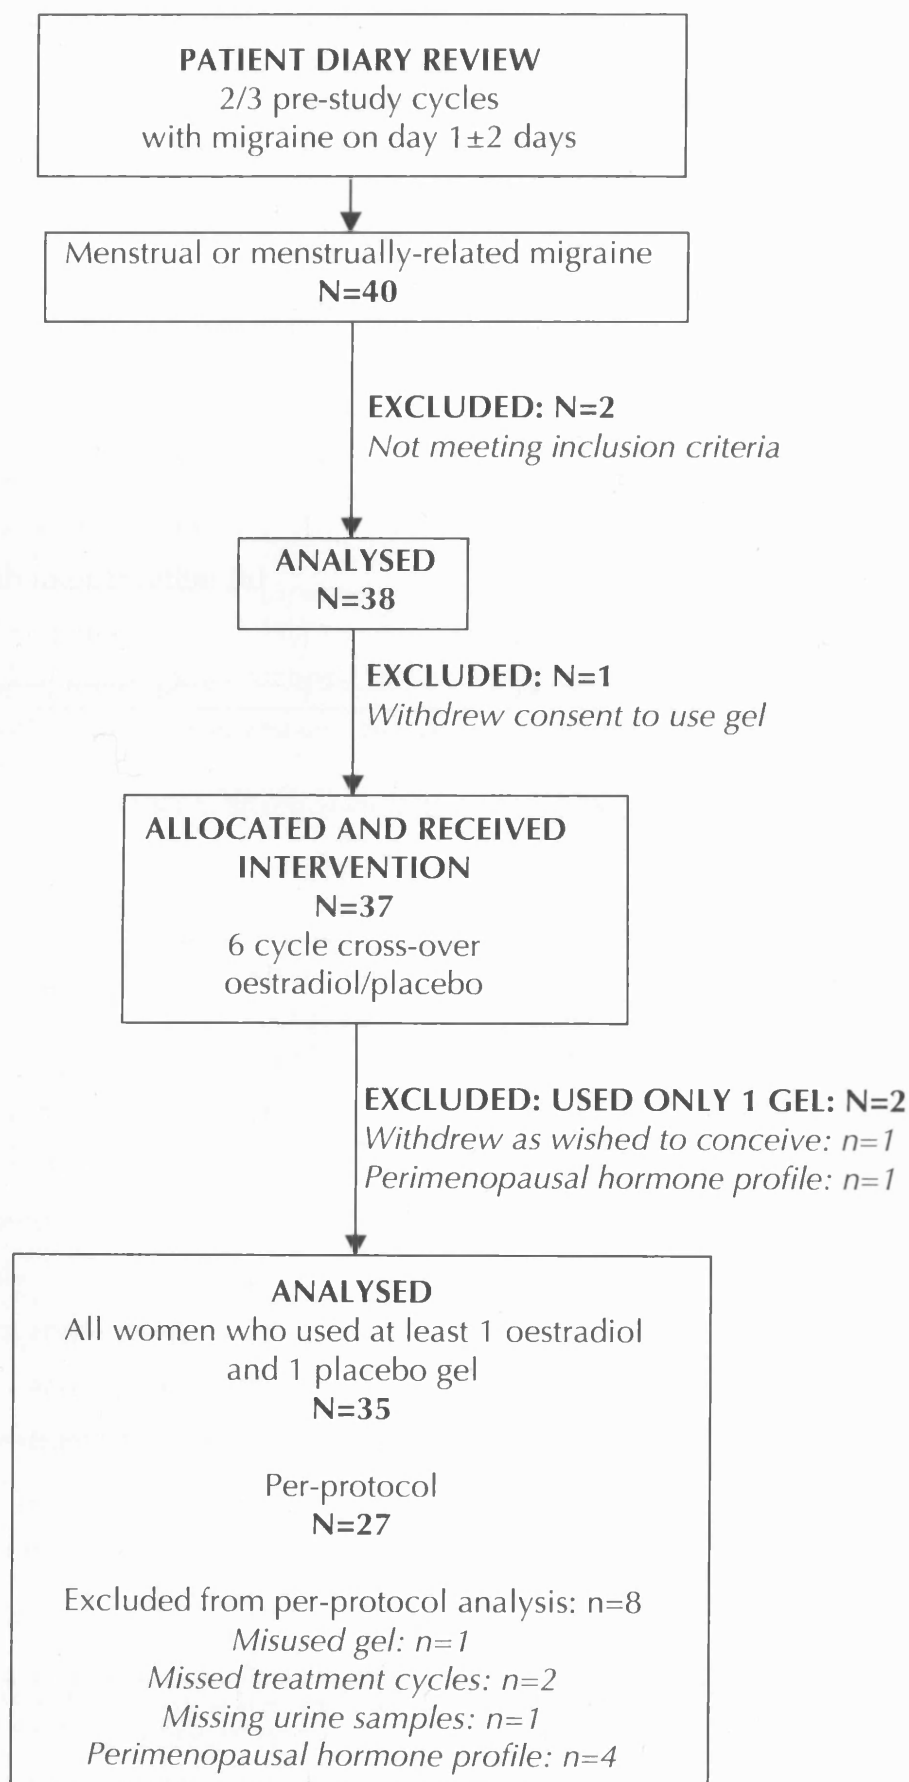 PATIENT DIARY REVIEW
2/3 pre-study cycles
with migraine on day 1±2 days
Menstrual or menstrually-related migraine
N=40
EXCLUDED: N=2
Not meeting inclusion criteria
ANALYSED
N=38
EXCLUDED: N=1
Withdrew consent to use gel
ALLOCATED AND RECEIVED
INTERVENTION
N=37
6 cycle cross-over
oestradiol/placebo
EXCLUDED: USED ONLY 1 GEL: N=2
Withdrew as wished to conceive: n=1
Perimenopausal hormone profile: n=1
ANALYSED
All women who used at least 1 oestradiol
and 1 placebo gel
N=35
Per-protocol
N=27
Excluded from per-protocol analysis: n=8
Misused gel: n=1
Missed treatment cycles: n=2
Missing urine samples: n=1
Perimenopausal hormone profile: n=4